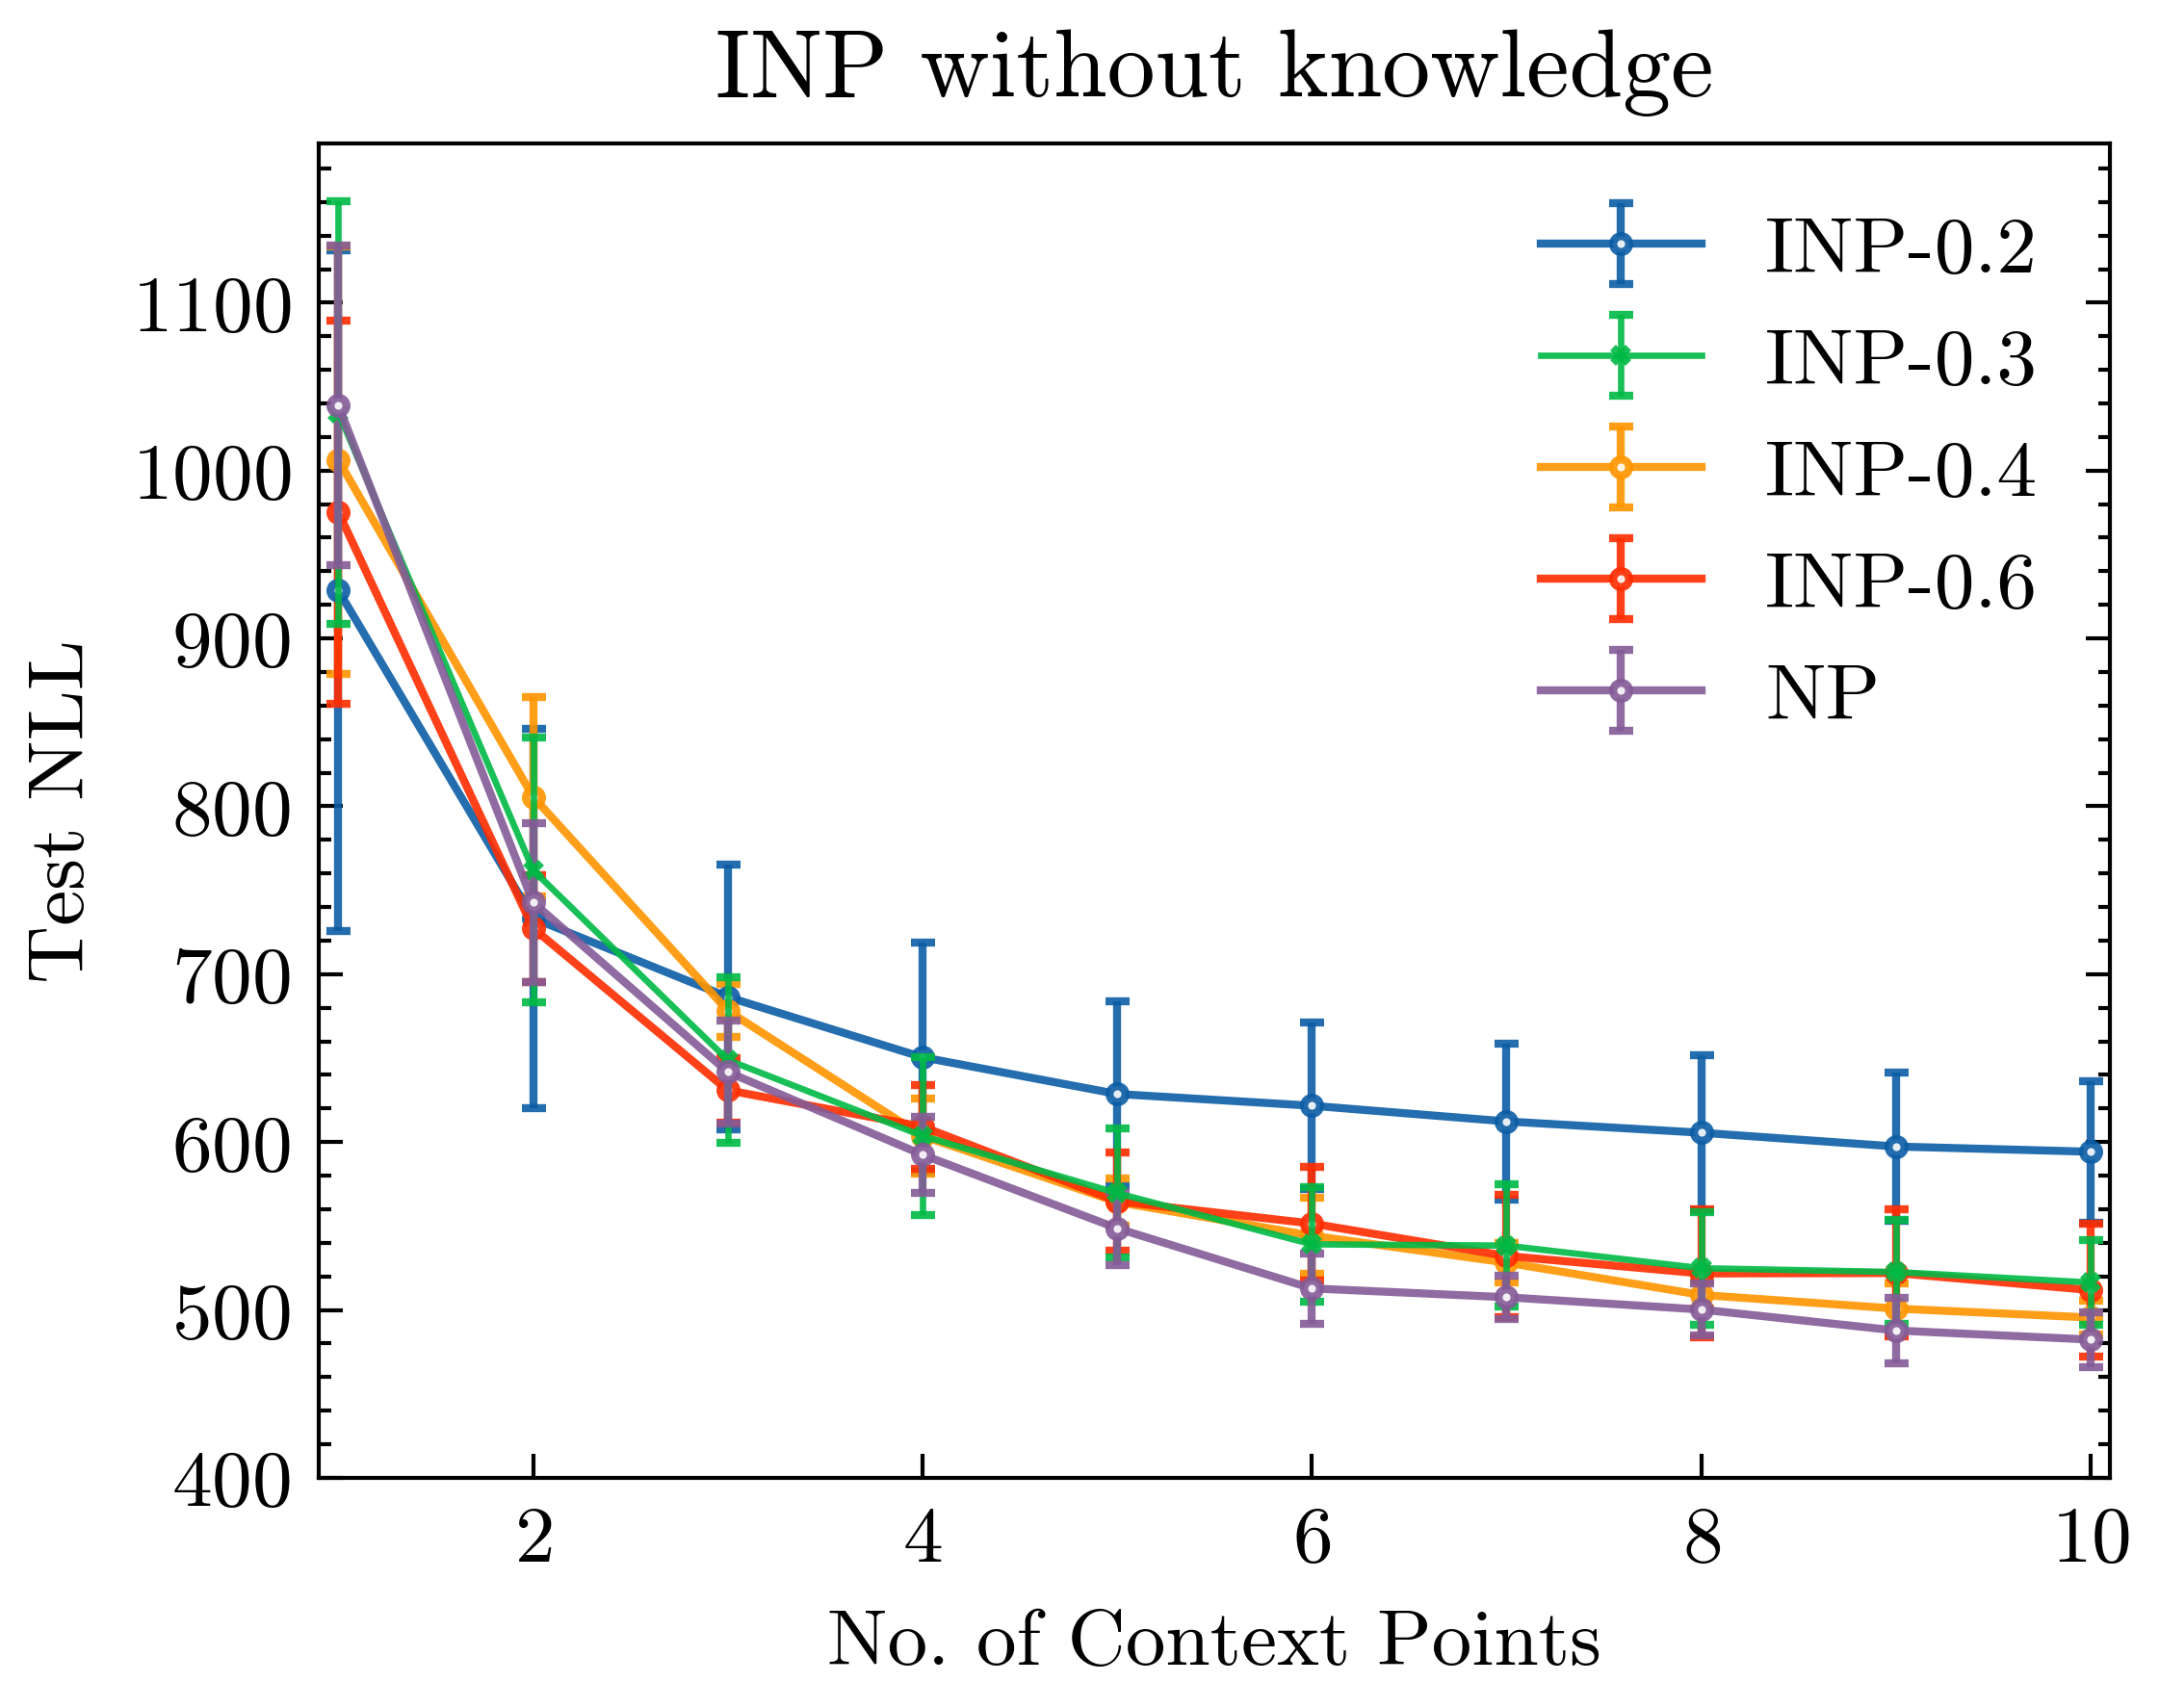 INP without knowledge
INP-0.2
INP-0.3
INP-0.4
INP-0.6
NP
1100
1000
900
800
700
600
500
400
Test NLL
2 4 6 8 10
No. of Context Points